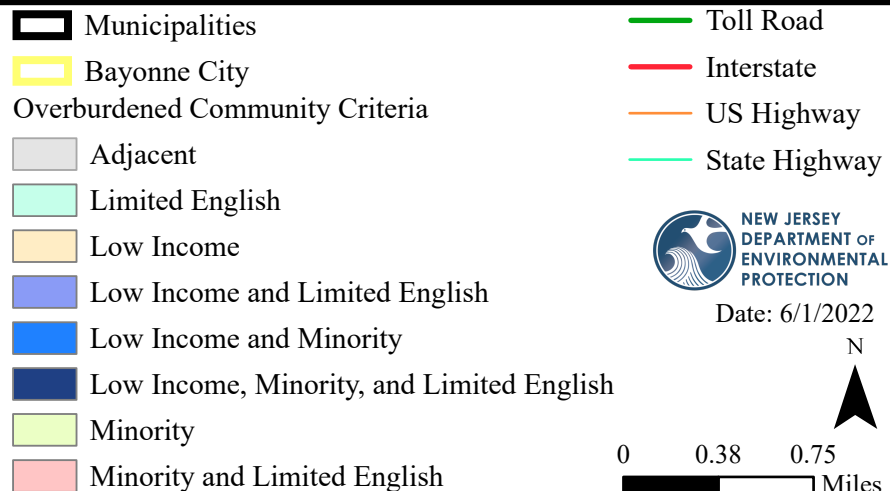 Municipalities
Bayonne City
Overburdened Community Criteria
Adjacent
Limited English
Low Income
Low Income and Limited English
Low Income and Minority
Low Income, Minority, and Limited English
Minority
Minority and Limited English
Toll Road
Interstate
US Highway
State Highway
NEW JERSEY
DEPARTMENT OF
ENVIRONMENTAL
PROTECTION
Date: 6/1/2022
N
0 0.38 0.75
Miles